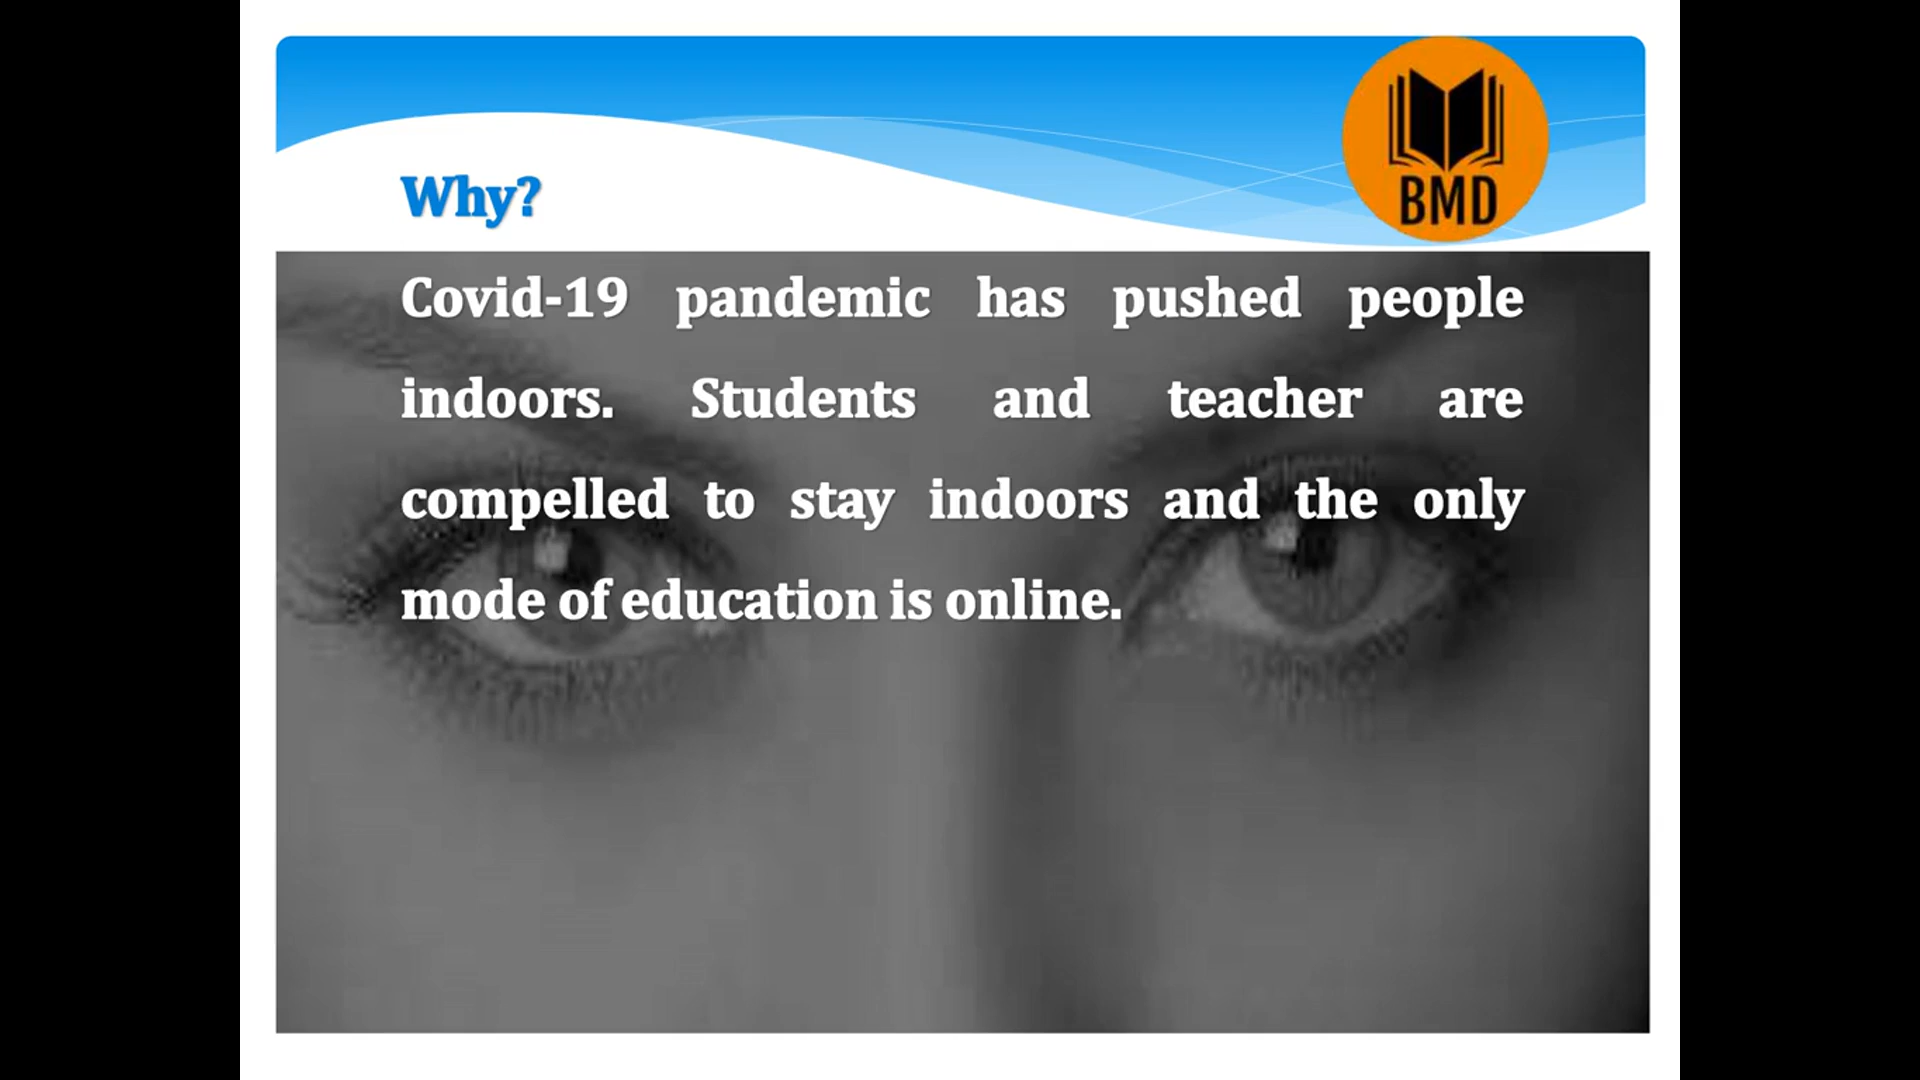 BMD
Why?
Covid-19 pandemic has pushed people
indoors. Students and teacher are
compelled to stay indoors and the only
mode of education is online.